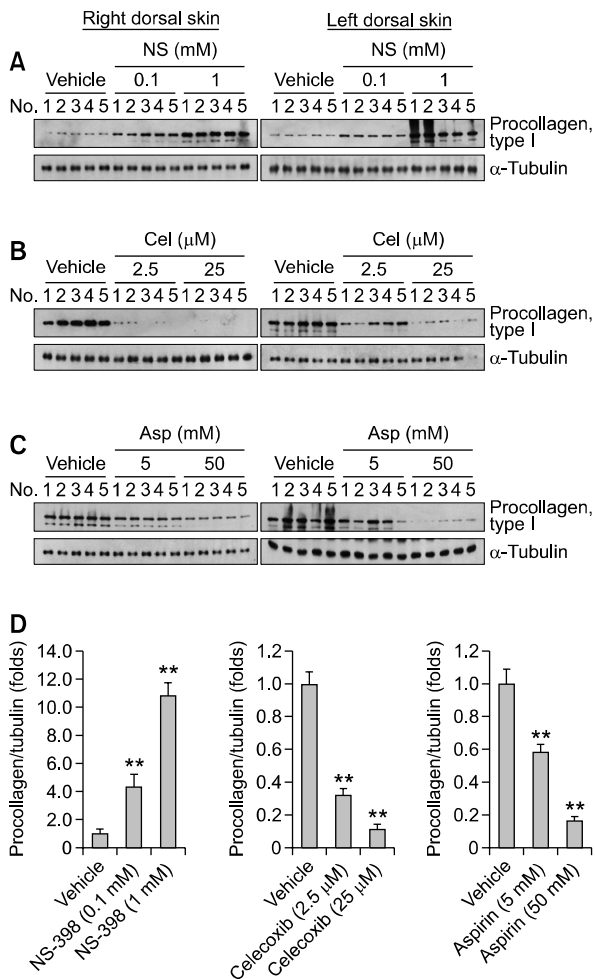 Right dorsal skin Left dorsal skin
A NS (mM) NS (mM)
Vehicle 0.1 1 Vehicle 0.1 1
No. 1 2 3 4 5 1 2 3 4 5 1 2 3 4 5 1 2 3 4 5 1 2 3 4 5 1 2 3 4 5
Procollagen,
type I
α-Tubulin
B Cel (μM) Cel (μM)
Vehicle 2.5 25 Vehicle 2.5 25
No. 1 2 3 4 5 1 2 3 4 5 1 2 3 4 5 1 2 3 4 5 1 2 3 4 5 1 2 3 4 5
Procollagen,
type I
α-Tubulin
C Asp (mM) Asp (mM)
Vehicle 5 50 Vehicle 5 50
No. 1 2 3 4 5 1 2 3 4 5 1 2 3 4 5 1 2 3 4 5 1 2 3 4 5 1 2 3 4 5
Procollagen,
type I
α-Tubulin
D
Procollagen/tubulin (folds)
14.0
12.0
10.0
8.0
6.0
4.0
2.0
0
**
**
Vehicle
NS-398 (0.1 mM)
NS-398 (1 mM)
Procollagen/tubulin (folds)
1.2
1.0
0.8
0.6
0.4
0.2
0
**
**
Vehicle
Celecoxib (2.5 μM)
Celecoxib (25 μM)
Procollagen/tubulin (folds)
1.2
1.0
0.8
0.6
0.4
0.2
0
**
**
Vehicle
Aspirin (5 mM)
Aspirin (50 mM)